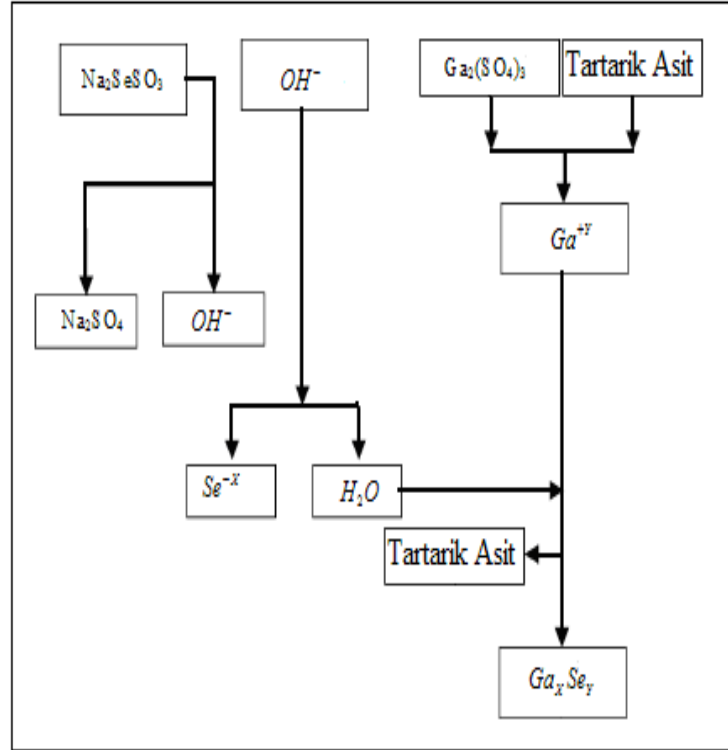 Na₂SeSO₃
OH⁻
Ga₂(SO₄)₃
Tartarik Asit
Ga⁺ʸ
Na₂SO₄
OH⁻
Se⁻ˣ
H₂O
Tartarik Asit
GaₓSeᵧ